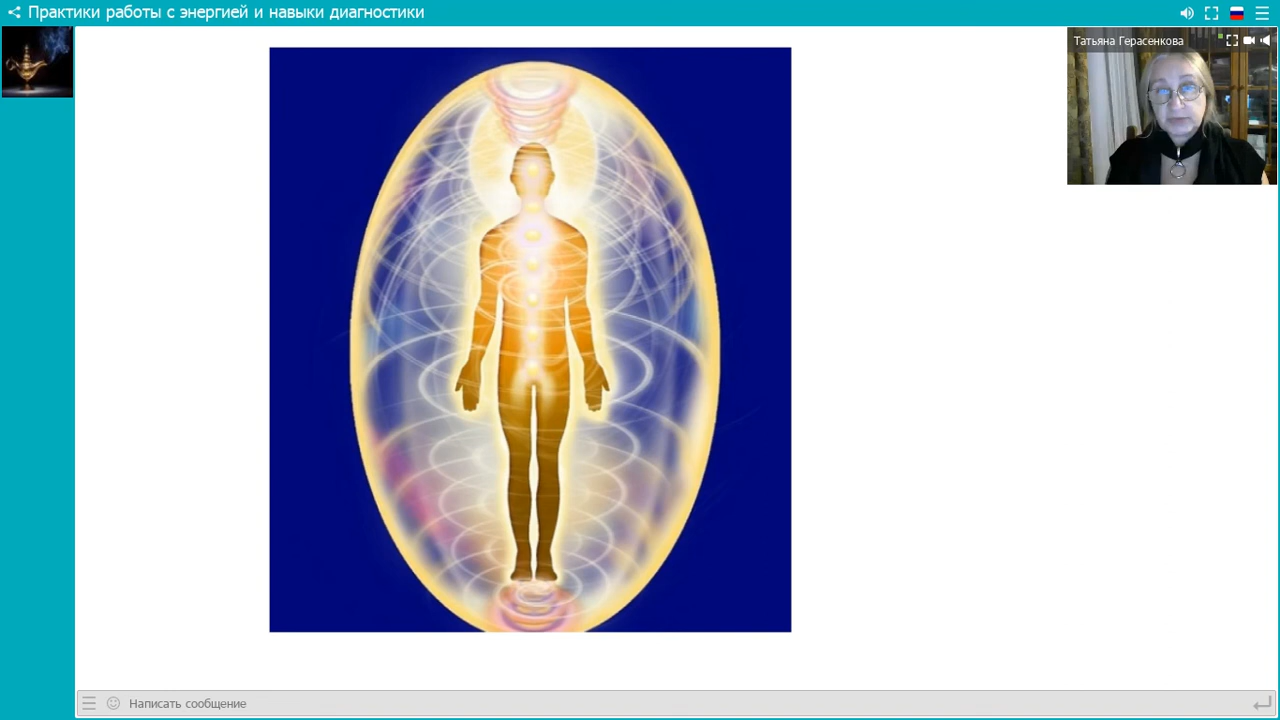 Практики работы с энергией и навыки диагностики
Татьяна Герасенкова
Написать сообщение